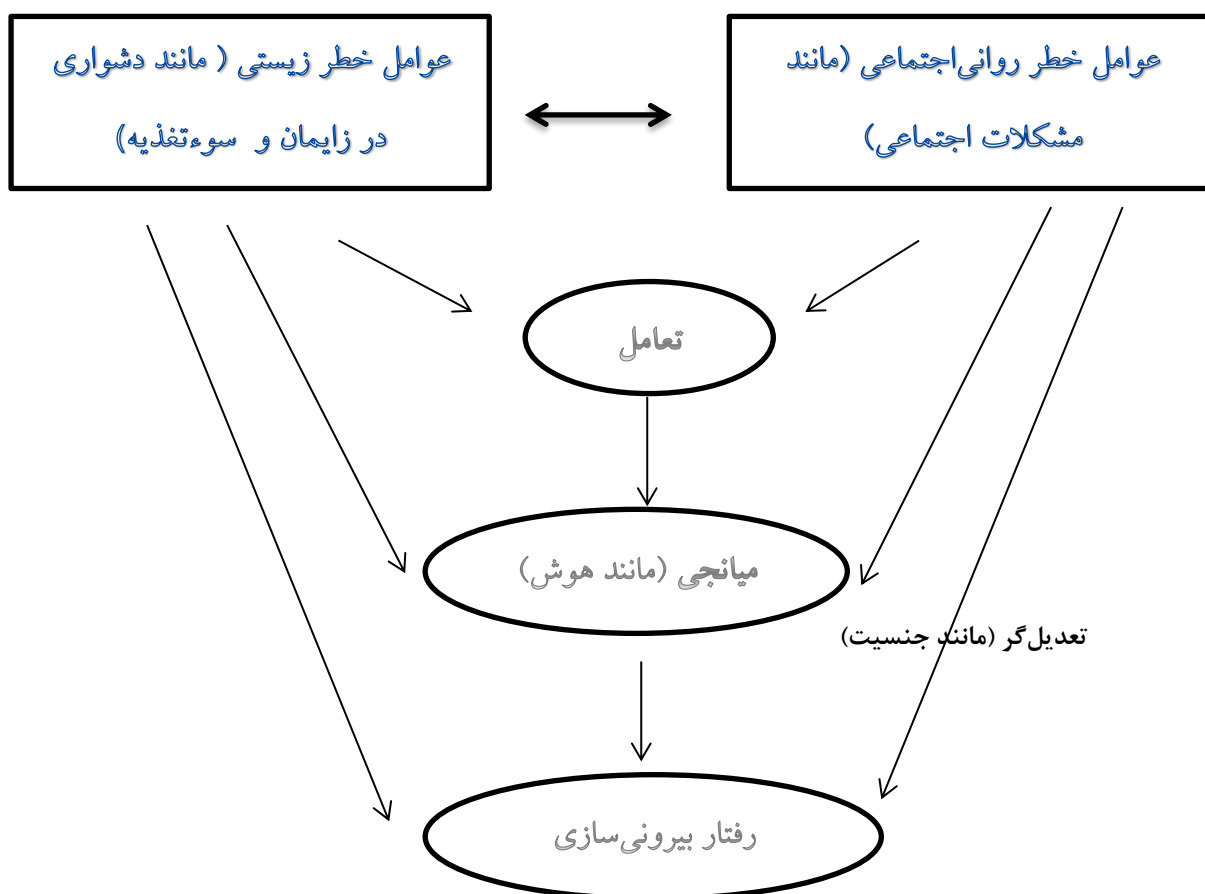 عوامل خطر روانی‌اجتماعی (مانند
مشکلات اجتماعی)
عوامل خطر زیستی ( مانند دشواری
در زایمان و سوءتغذیه)
تعامل
میانجی (مانند هوش)
تعدیل‌گر (مانند جنسیت)
رفتار بیرونی‌سازی